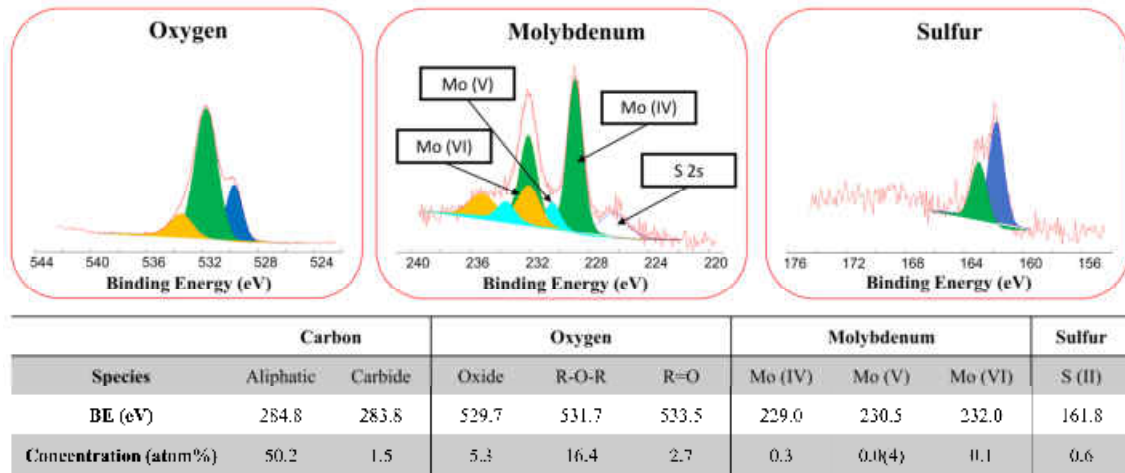 Oxygen Molybdenum Sulfur
Mo (V)
Mo (IV)
Mo (VI)
S 2s
544 540 536 532 528 524 240 236 232 228 224 220 176 172 168 164 160 156
Binding Energy (eV) Binding Energy (eV) Binding Energy (eV)
Carbon Oxygen Molybdenum Sulfur
Species Aliphatic Carbide Oxide R-O-R R=O Mo (IV) Mo (V) Mo (VI) S (II)
BE (eV) 284.8 283.8 529.7 531.7 533.5 229.0 230.5 232.0 161.8
Concentration (atom%) 50.2 1.5 5.3 16.4 2.7 0.3 0.0(4) 0.1 0.6